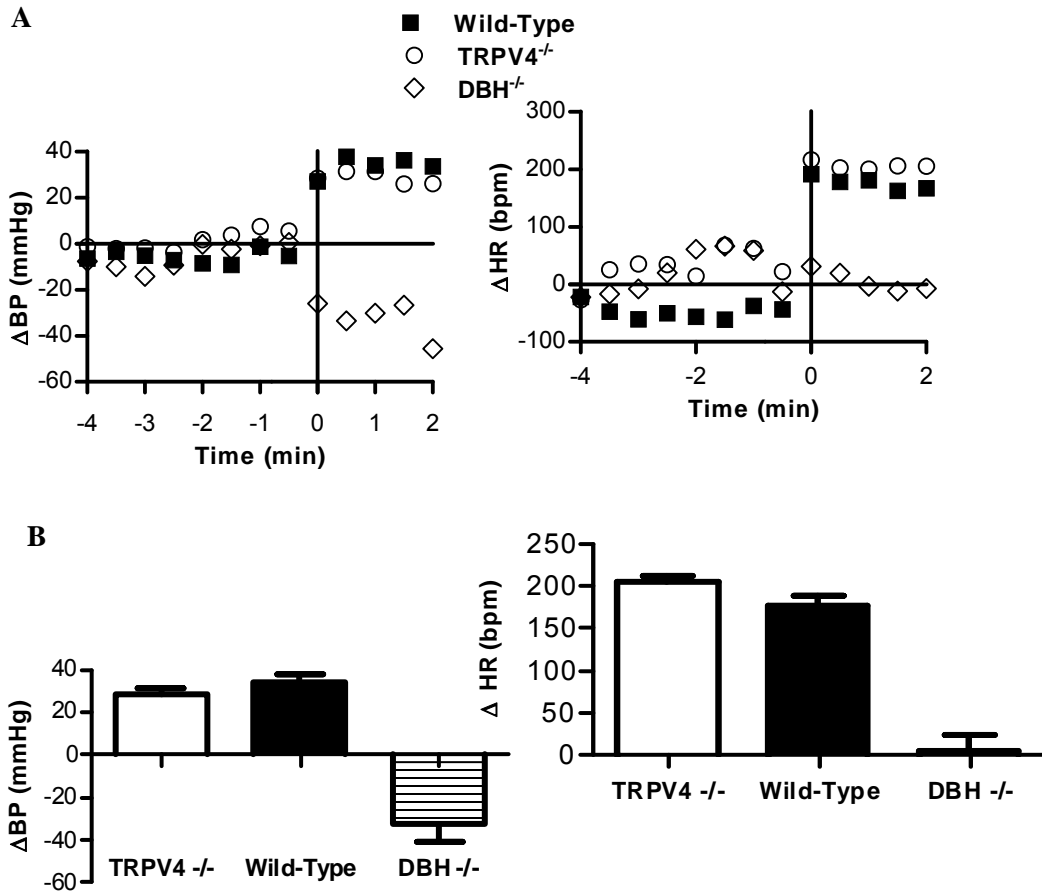 A
Wild-Type
TRPV4-/-
DBH-/-
ΔBP (mmHg)
40
20
0
-20
-40
-60
-4 -3 -2 -1 0 1 2
Time (min)
ΔHR (bpm)
300
200
100
0
-100
-4 -2 0 2
Time (min)
B
ΔBP (mmHg)
40
20
0
-20
-40
-60
TRPV4 -/- Wild-Type DBH -/-
Δ HR (bpm)
250
200
150
100
50
0
TRPV4 -/- Wild-Type DBH -/-